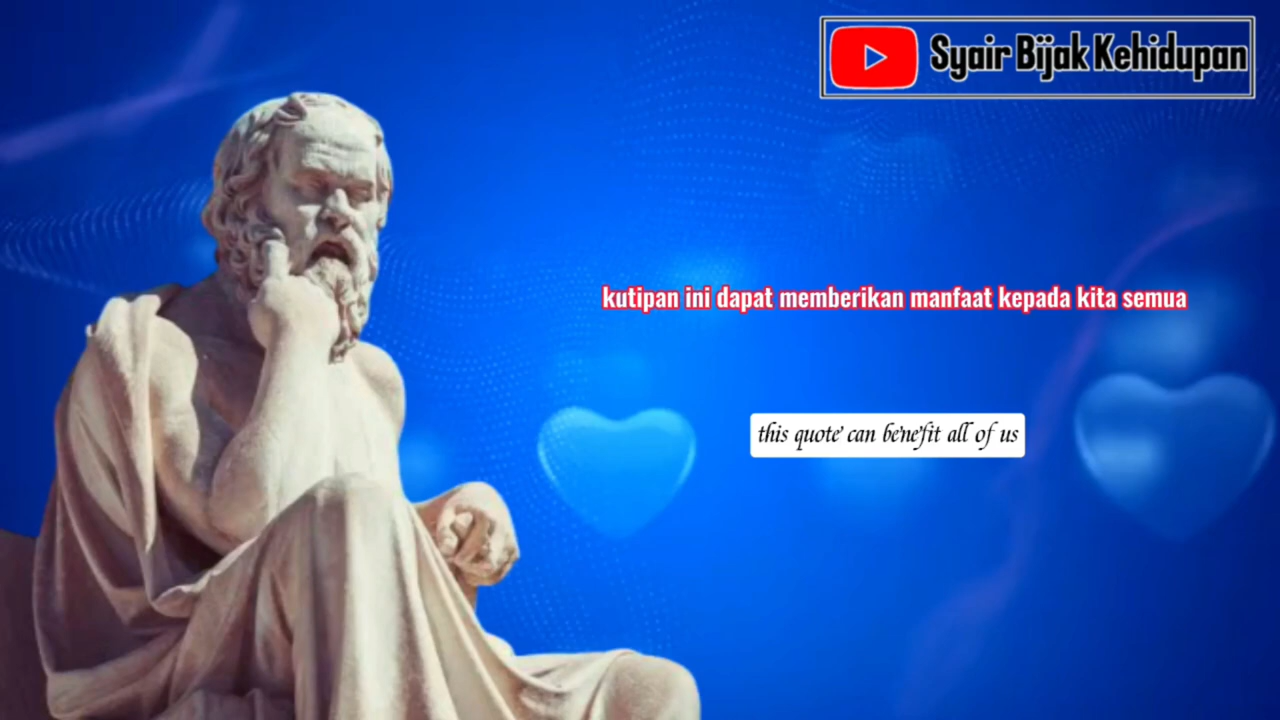 Syair Bijak Kehidupan
kutipan ini dapat memberikan manfaat kepada kita semua
this quote can benefit all of us